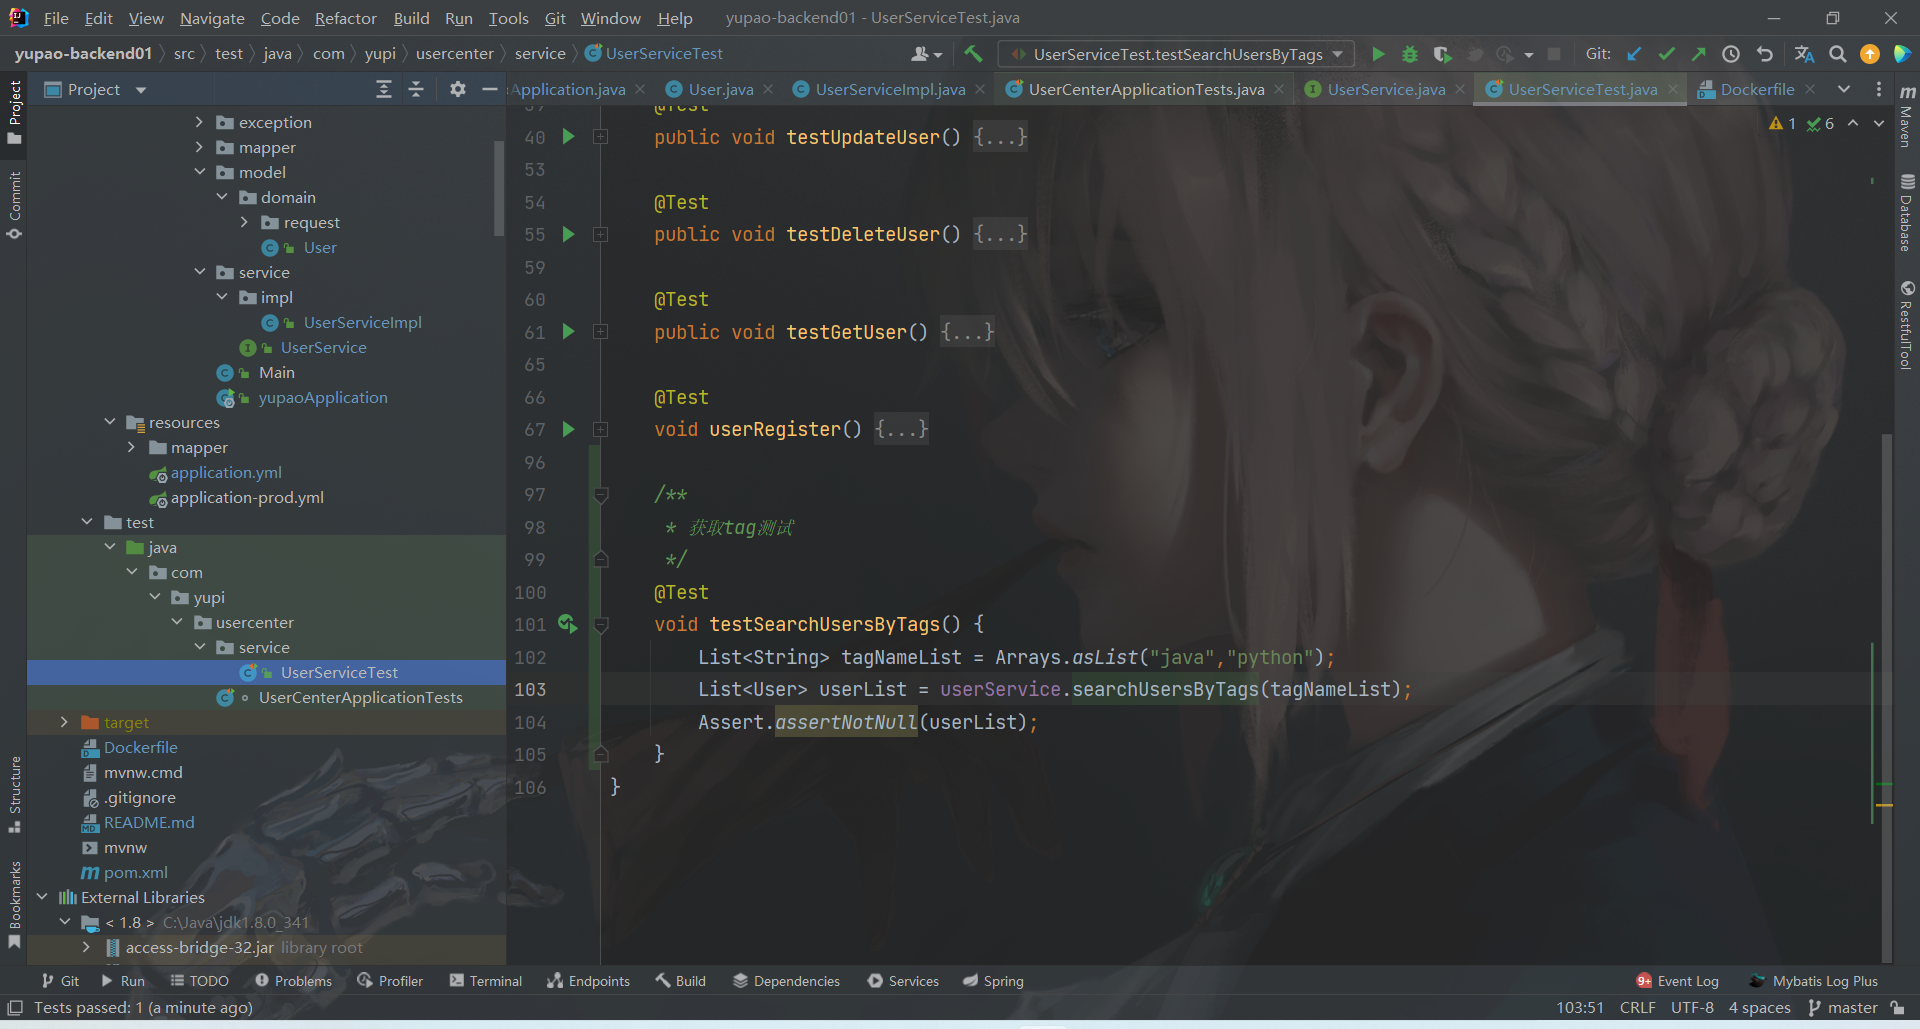 File Edit View Navigate Code Refactor Build Run Tools Git Window Help yupao-backend01 - UserServiceTest.java
yupao-backend01 src test java com yupi usercenter service UserServiceTest UserServiceTest.testSearchUsersByTags Git:
Project
Application.java User.java UserServiceImpl.java UserCenterApplicationTests.java UserService.java UserServiceTest.java Dockerfile
Project
Commit
Structure
Bookmarks
exception
mapper
model
domain
request
User
service
impl
UserServiceImpl
UserService
Main
yupaoApplication
resources
mapper
application.yml
application-prod.yml
test
java
com
yupi
usercenter
service
UserServiceTest
UserCenterApplicationTests
target
Dockerfile
mvnw.cmd
.gitignore
README.md
mvnw
pom.xml
External Libraries
< 1.8 > C:\Java\jdk1.8.0_341
access-bridge-32.jar library root
1 6
39 @Test
40 public void testUpdateUser() {...}
53
54 @Test
55 public void testDeleteUser() {...}
59
60 @Test
61 public void testGetUser() {...}
65
66 @Test
67 void userRegister() {...}
96
97 /**
98 * 获取tag测试
99 */
100 @Test
101 void testSearchUsersByTags() {
102 List<String> tagNameList = Arrays.asList("java","python");
103 List<User> userList = userService.searchUsersByTags(tagNameList);
104 Assert.assertNotNull(userList);
105 }
106 }
Maven
Database
RestfulTool
Git Run TODO Problems Profiler Terminal Endpoints Build Dependencies Services Spring 9+ Event Log Mybatis Log Plus
Tests passed: 1 (a minute ago) 103:51 CRLF UTF-8 4 spaces master